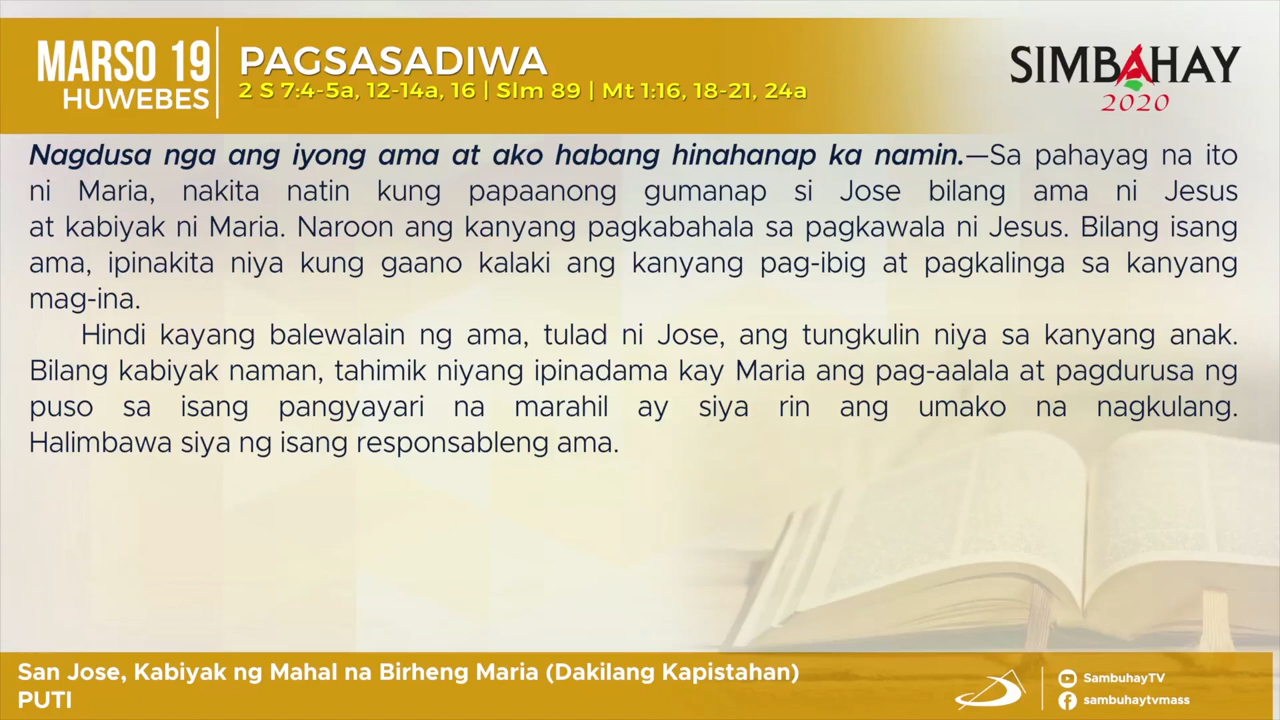 MARSO 19
HUWEBES
PAGSASADIWA
2 S 7:4-5a, 12-14a, 16 | Slm 89 | Mt 1:16, 18-21, 24a
SIMBAHAY
2020
Nagdusa nga ang iyong ama at ako habang hinahanap ka namin.—Sa pahayag na ito
ni Maria, nakita natin kung papaanong gumanap si Jose bilang ama ni Jesus
at kabiyak ni Maria. Naroon ang kanyang pagkabahala sa pagkawala ni Jesus. Bilang isang
ama, ipinakita niya kung gaano kalaki ang kanyang pag-ibig at pagkalinga sa kanyang
mag-ina.
Hindi kayang balewalain ng ama, tulad ni Jose, ang tungkulin niya sa kanyang anak.
Bilang kabiyak naman, tahimik niyang ipinadama kay Maria ang pag-aalala at pagdurusa ng
puso sa isang pangyayari na marahil ay siya rin ang umako na nagkulang.
Halimbawa siya ng isang responsableng ama.
San Jose, Kabiyak ng Mahal na Birheng Maria (Dakilang Kapistahan)
PUTI
SambuhayTV
sambuhaytvmass